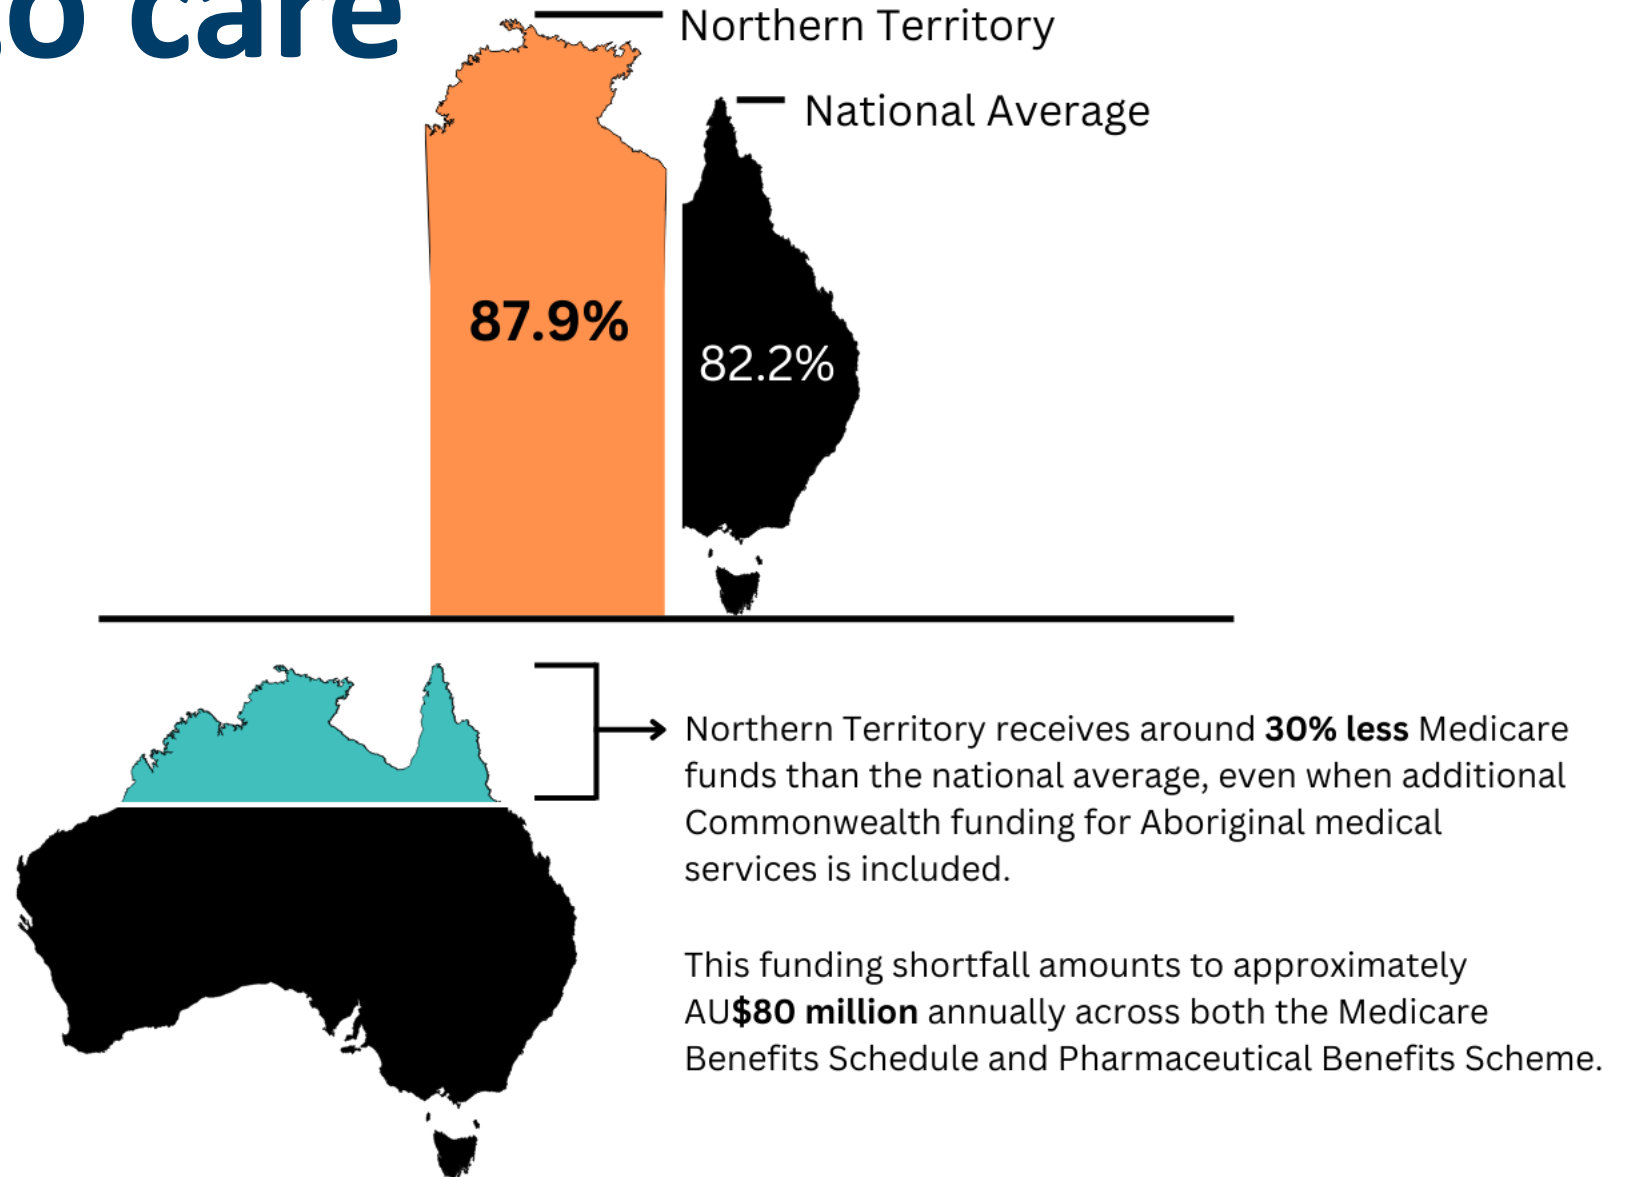 o care
Northern Territory
National Average
87.9%
82.2%
Northern Territory receives around 30% less Medicare
funds than the national average, even when additional
Commonwealth funding for Aboriginal medical
services is included.
This funding shortfall amounts to approximately
AU$80 million annually across both the Medicare
Benefits Schedule and Pharmaceutical Benefits Scheme.